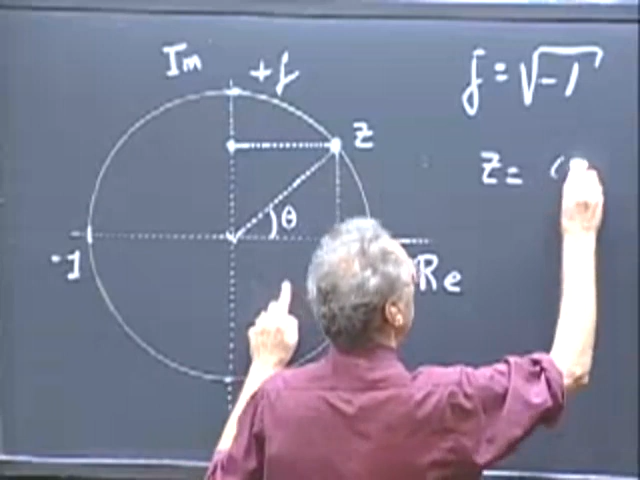 Im +j
j = √-1
z
z =
θ
-1
Re